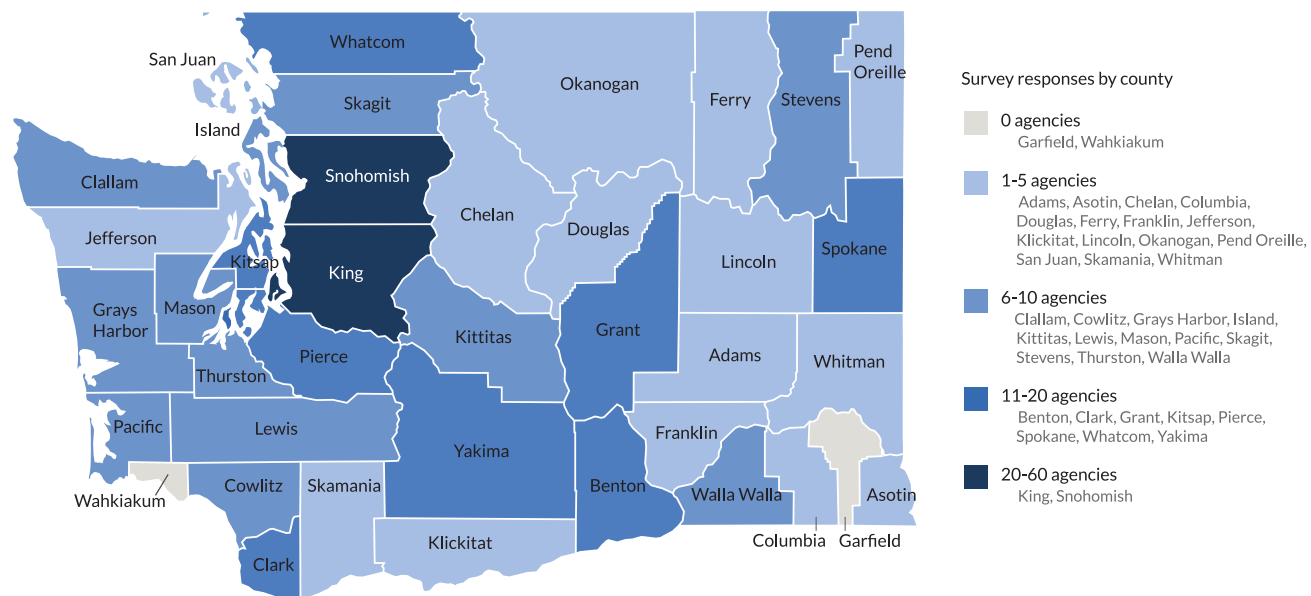 Whatcom
San Juan
Skagit
Island
Okanogan
Ferry
Stevens
Pend
Oreille
Clallam
Snohomish
Chelan
Douglas
Jefferson
Kitsap
King
Lincoln
Spokane
Grays
Harbor
Mason
Kittitas
Grant
Pierce
Adams
Whitman
Thurston
Pacific
Lewis
Yakima
Franklin
Wahkiakum
Cowlitz
Skamania
Benton
Walla Walla
Asotin
Klickitat
Columbia
Garfield
Clark
Survey responses by county
0 agencies
Garfield, Wahkiakum
1-5 agencies
Adams, Asotin, Chelan, Columbia,
Douglas, Ferry, Franklin, Jefferson,
Klickitat, Lincoln, Okanogan, Pend Oreille,
San Juan, Skamania, Whitman
6-10 agencies
Clallam, Cowlitz, Grays Harbor, Island,
Kittitas, Lewis, Mason, Pacific, Skagit,
Stevens, Thurston, Walla Walla
11-20 agencies
Benton, Clark, Grant, Kitsap, Pierce,
Spokane, Whatcom, Yakima
20-60 agencies
King, Snohomish